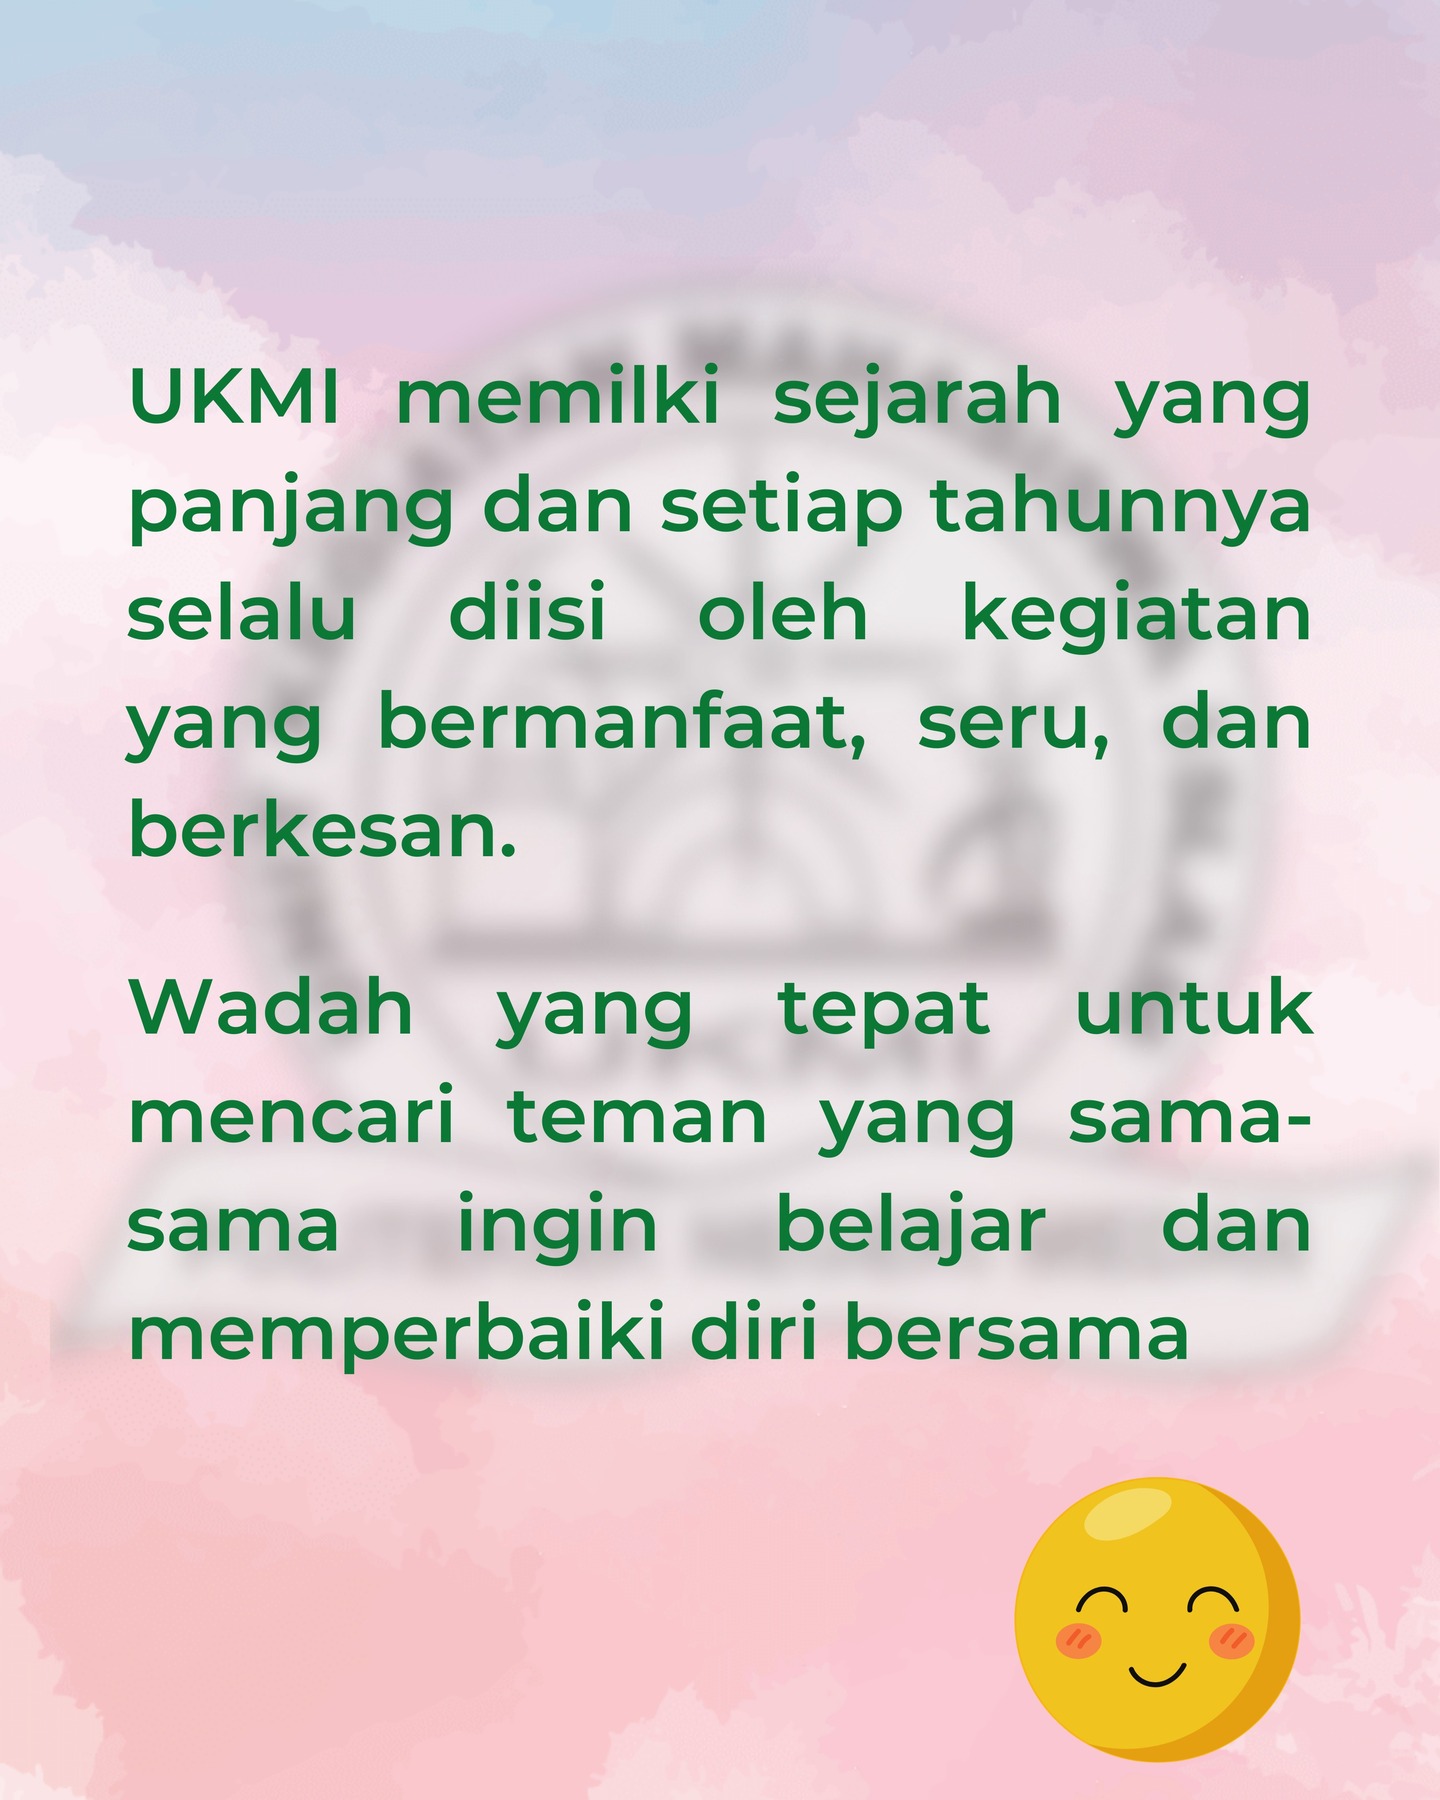 UKMI memilki sejarah yang
panjang dan setiap tahunnya
selalu diisi oleh kegiatan
yang bermanfaat, seru, dan
berkesan.
Wadah yang tepat untuk
mencari teman yang sama-
sama ingin belajar dan
memperbaiki diri bersama
UKMI